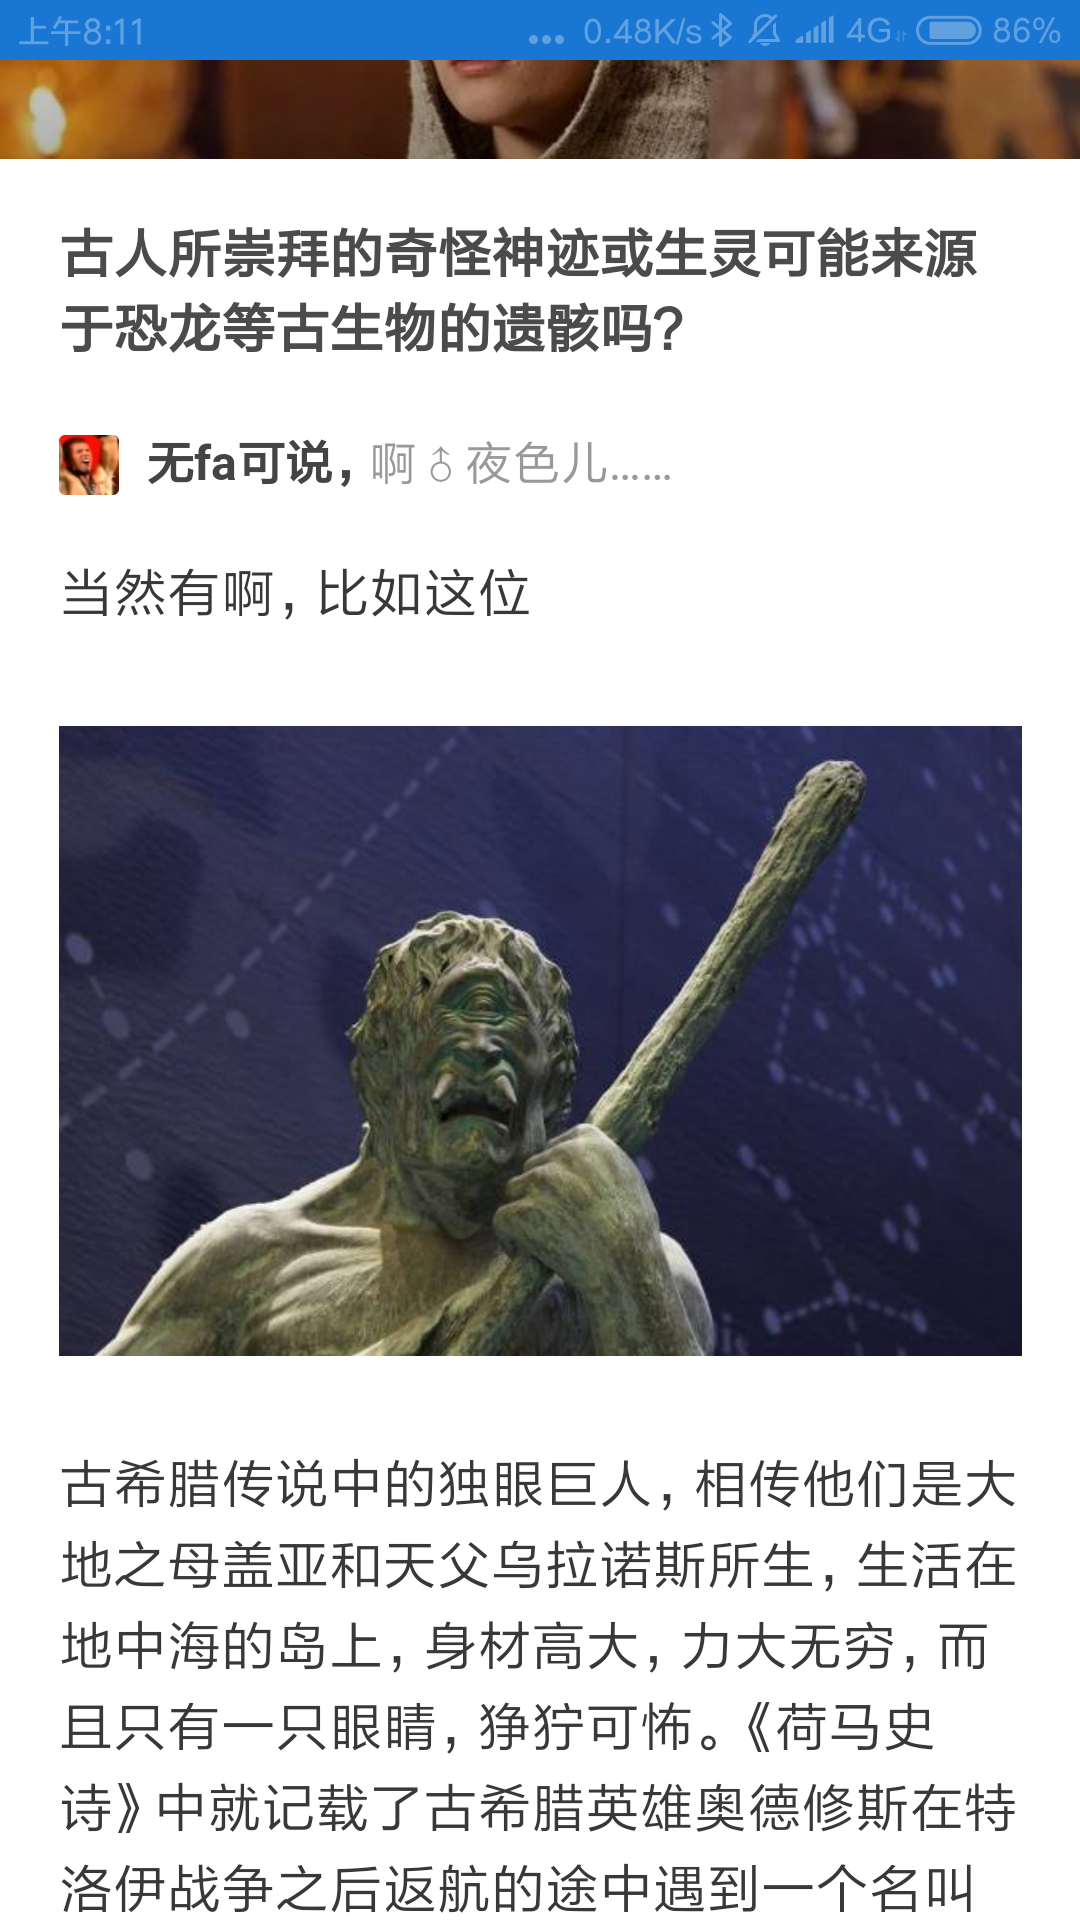 上午8:11
... 0.48K/s 4G 86%
古人所崇拜的奇怪神迹或生灵可能来源
于恐龙等古生物的遗骸吗?
无fa可说，啊♂夜色儿……
当然有啊，比如这位
古希腊传说中的独眼巨人，相传他们是大
地之母盖亚和天父乌拉诺斯所生，生活在
地中海的岛上，身材高大，力大无穷，而
且只有一只眼睛，狰狞可怖。《荷马史
诗》中就记载了古希腊英雄奥德修斯在特
洛伊战争之后返航的途中遇到一个名叫